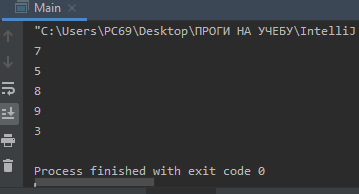 Main
"C:\Users\PC69\Desktop\ПРОГИ НА УЧЕБУ\IntelliJ
7
5
8
9
3
Process finished with exit code 0